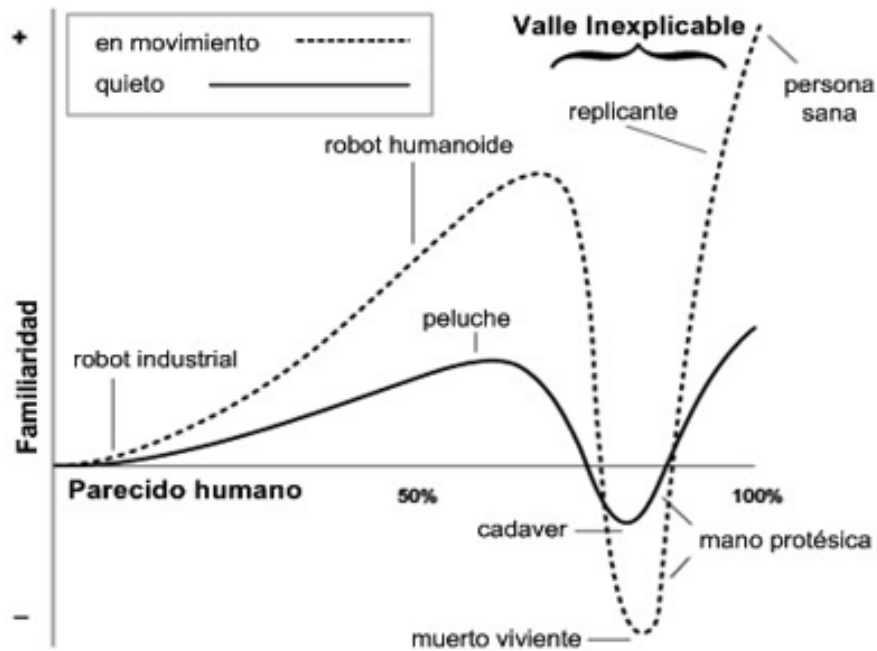 +
en movimiento
quieto
Valle Inexplicable
replicante
persona
sana
robot humanoide
peluche
robot industrial
Familiaridad
Parecido humano
50%
100%
cadaver
mano protésica
muerto viviente
–